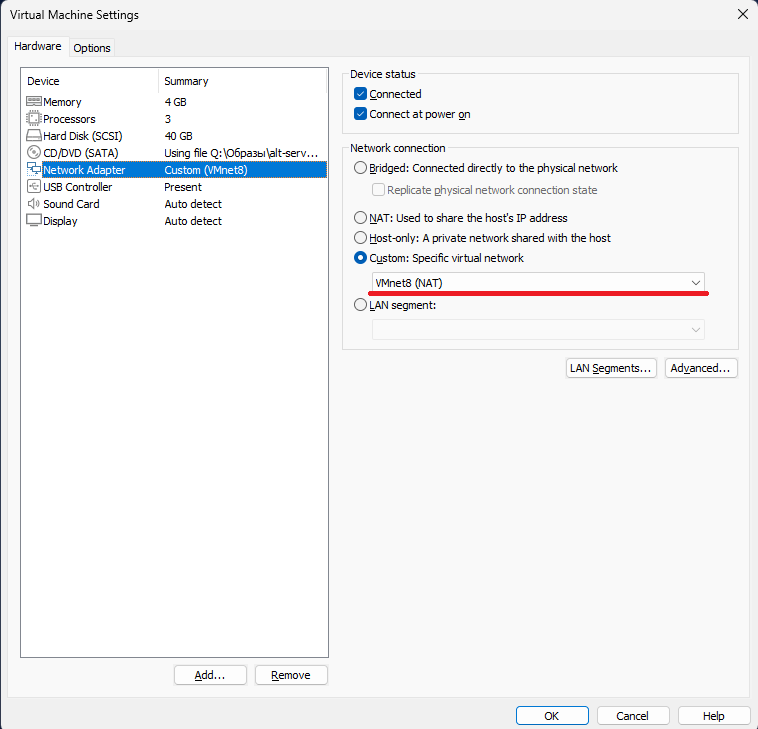 Virtual Machine Settings
Hardware Options
Device Summary
Memory 4 GB
Processors 3
Hard Disk (SCSI) 40 GB
CD/DVD (SATA) Using file Q:\Образы\alt-serv...
Network Adapter Custom (VMnet8)
USB Controller Present
Sound Card Auto detect
Display Auto detect
Add...
Remove
Device status
Connected
Connect at power on
Network connection
Bridged: Connected directly to the physical network
Replicate physical network connection state
NAT: Used to share the host's IP address
Host-only: A private network shared with the host
Custom: Specific virtual network
VMnet8 (NAT)
LAN segment:
LAN Segments...
Advanced...
OK
Cancel
Help